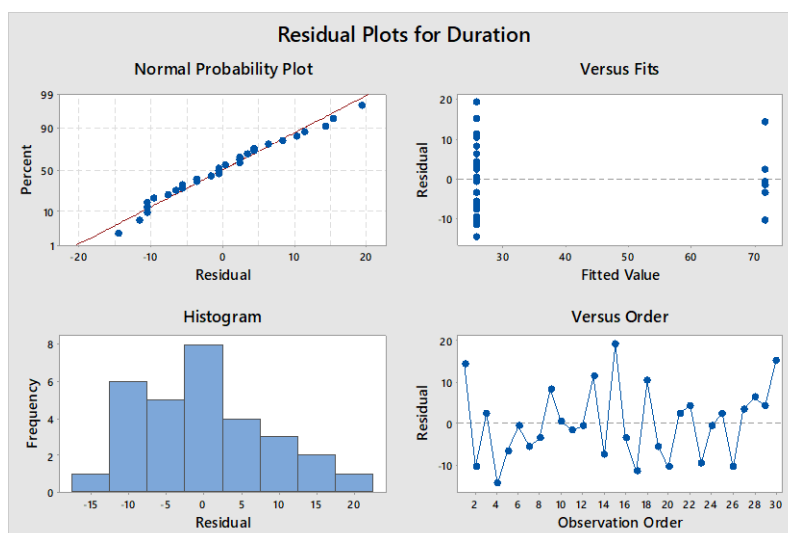 Residual Plots for Duration
Normal Probability Plot
99
90
50
10
1
Percent
-20 -10 0 10 20
Residual
Versus Fits
20
10
0
-10
Residual
30 40 50 60 70
Fitted Value
Histogram
8
6
4
2
0
Frequency
-15 -10 -5 0 5 10 15 20
Residual
Versus Order
20
10
0
-10
Residual
2 4 6 8 10 12 14 16 18 20 22 24 26 28 30
Observation Order